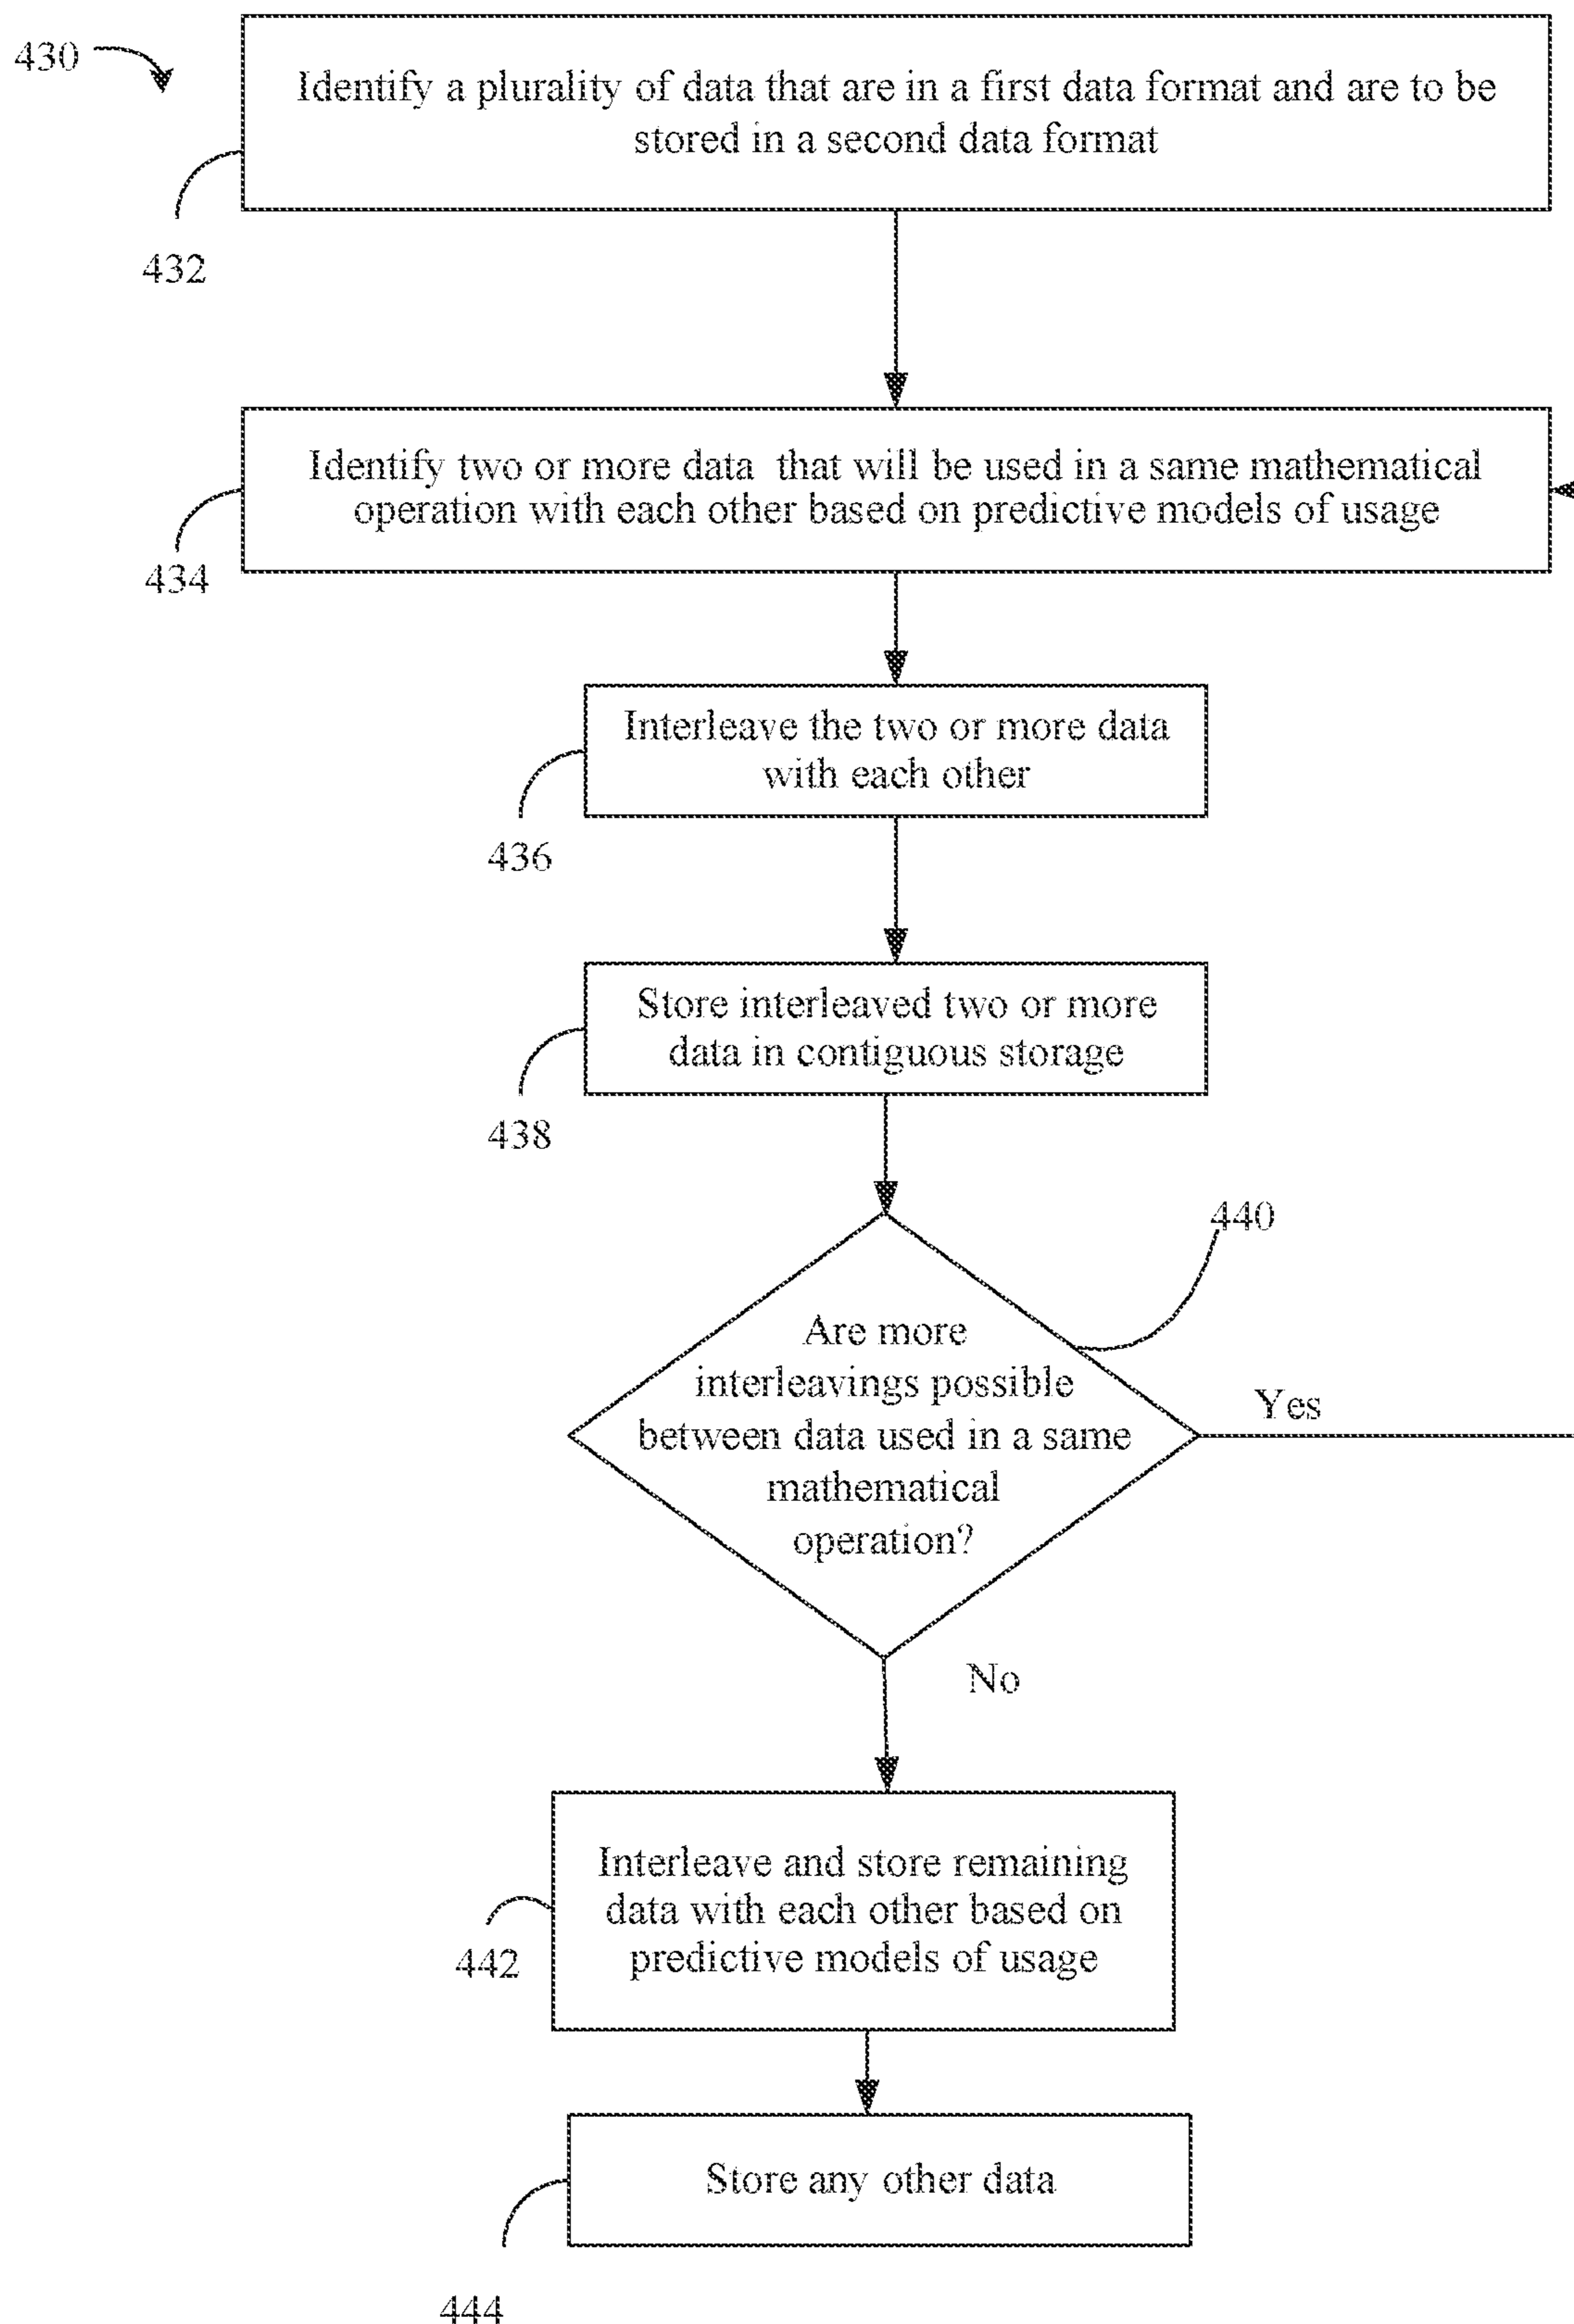 430
Identify a plurality of data that are in a first data format and are to be
stored in a second data format
432
Identify two or more data that will be used in a same mathematical
operation with each other based on predictive models of usage
434
Interleave the two or more data
with each other
436
Store interleaved two or more
data in contiguous storage
438
440
Are more
interleavings possible
between data used in a same
mathematical
operation?
Yes
No
Interleave and store remaining
data with each other based on
predictive models of usage
442
Store any other data
444